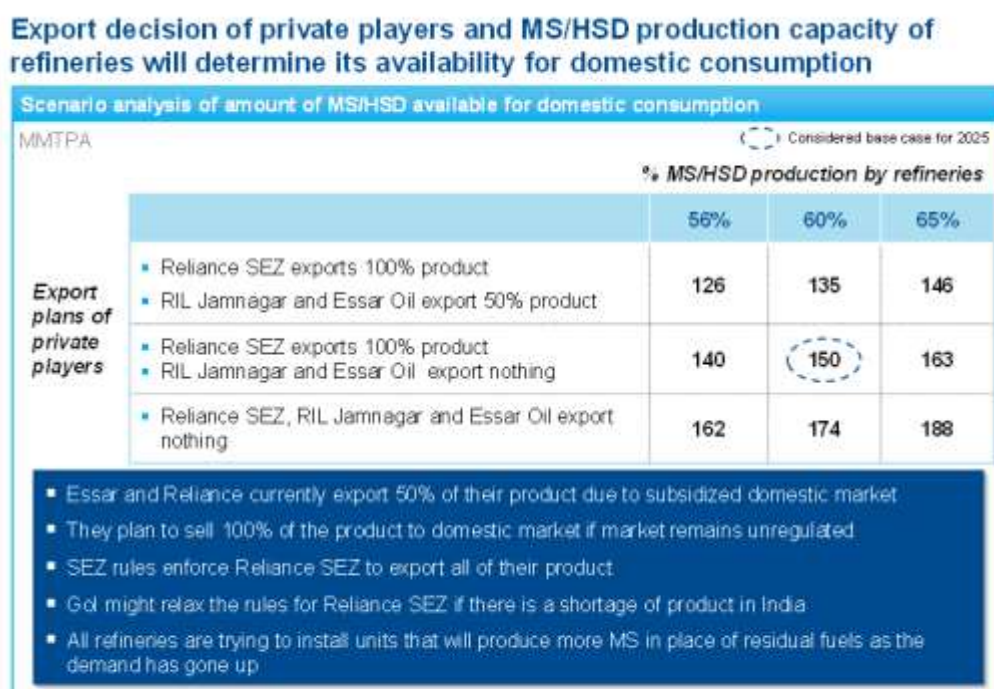 Export decision of private players and MS/HSD production capacity of
refineries will determine its availability for domestic consumption
Scenario analysis of amount of MS/HSD available for domestic consumption
MMTPA
Considered base case for 2025
% MS/HSD production by refineries
56% 60% 65%
Export
plans of
private
players
▪ Reliance SEZ exports 100% product
▪ RIL Jamnagar and Essar Oil export 50% product
126 135 146
▪ Reliance SEZ exports 100% product
▪ RIL Jamnagar and Essar Oil export nothing
140 150 163
▪ Reliance SEZ, RIL Jamnagar and Essar Oil export
nothing
162 174 188
▪ Essar and Reliance currently export 50% of their product due to subsidized domestic market
▪ They plan to sell 100% of the product to domestic market if market remains unregulated
▪ SEZ rules enforce Reliance SEZ to export all of their product
▪ GoI might relax the rules for Reliance SEZ if there is a shortage of product in India
▪ All refineries are trying to install units that will produce more MS in place of residual fuels as the
demand has gone up